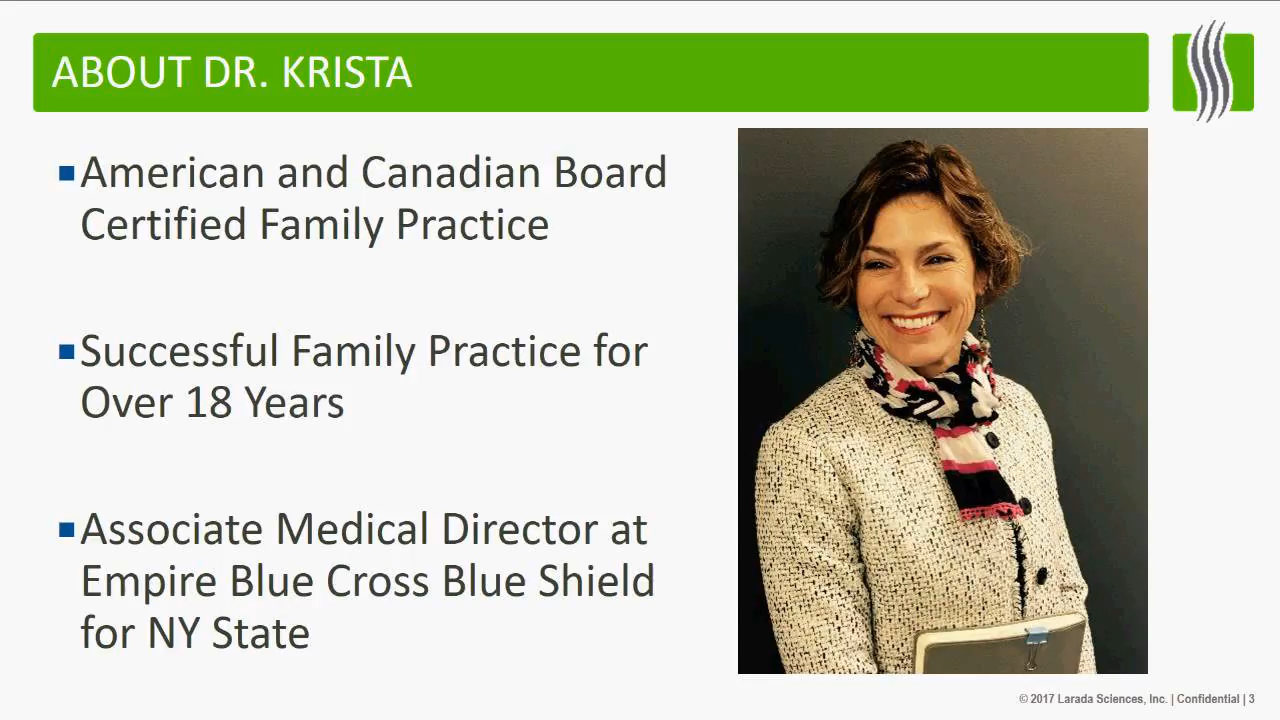 ABOUT DR. KRISTA
▪American and Canadian Board
Certified Family Practice
▪Successful Family Practice for
Over 18 Years
▪Associate Medical Director at
Empire Blue Cross Blue Shield
for NY State
© 2017 Larada Sciences, Inc. | Confidential | 3